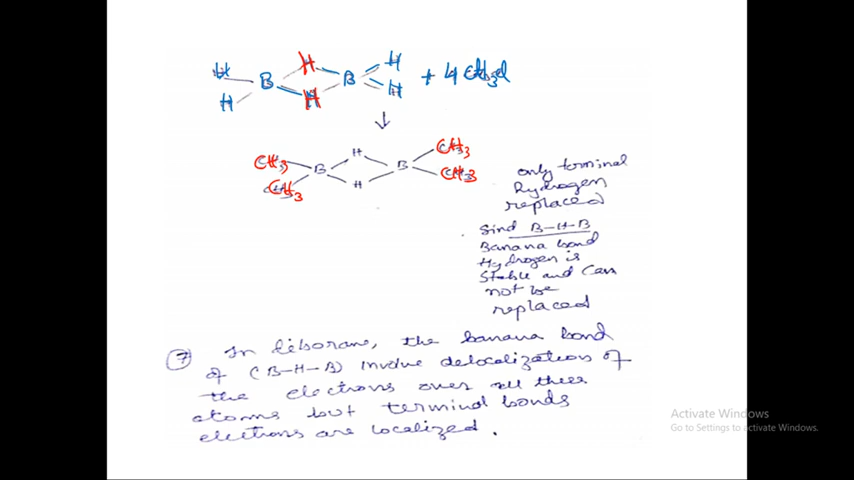 H H H
B B + 4 CH3Cl
H H H
↓
CH3 H CH3
B B
CH3 H CH3
only terminal
hydrogen
replaced
Sind B-H-B
Banana bond
Hydrogen is
Stable and Can
not be
replaced
7 In diborane, the banana bond
of (B-H-B) involve delocalization of
the electrons over all three
atoms but terminal bonds
electrons are localized.
Activate Windows
Go to Settings to activate Windows.